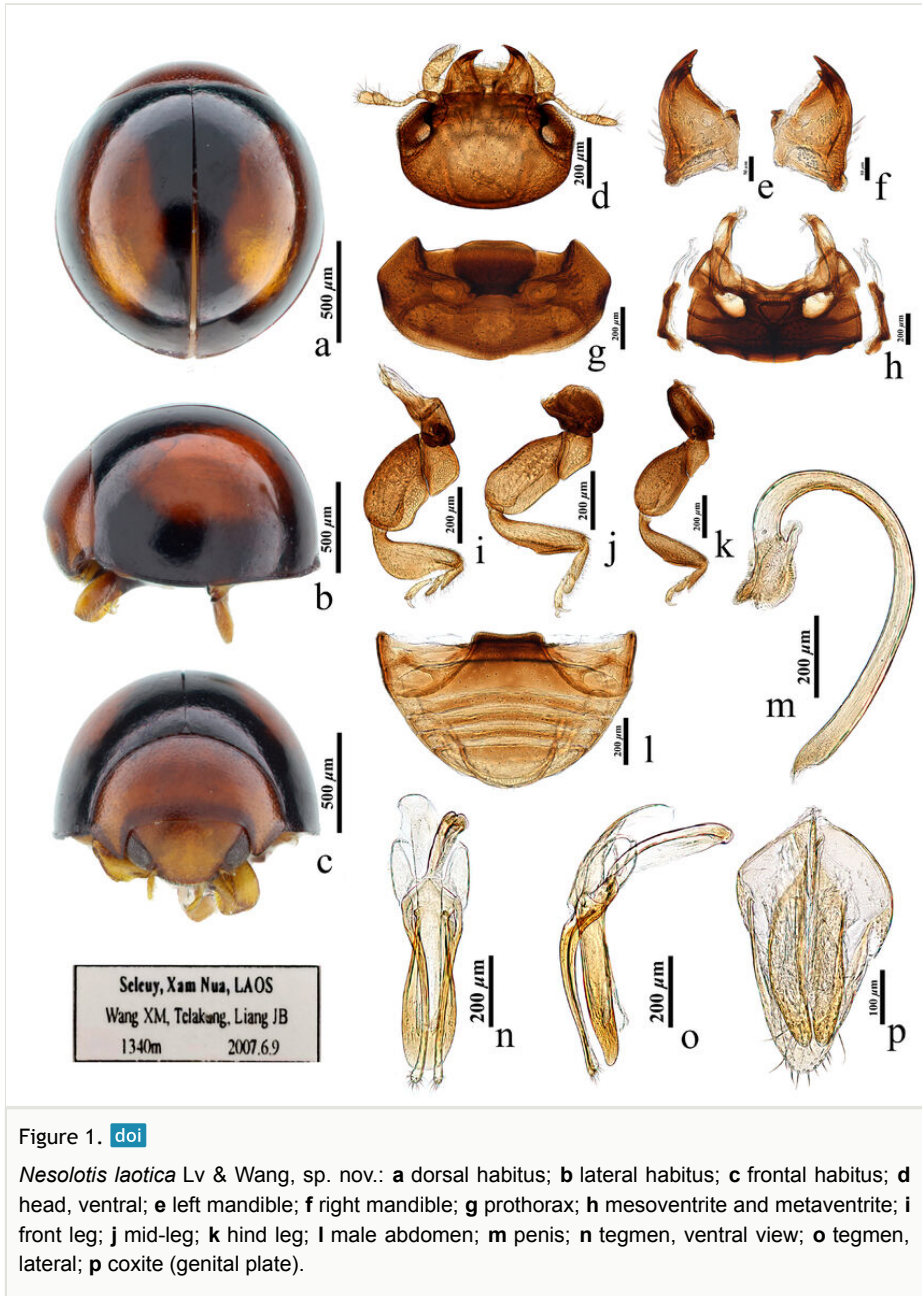 500 µm
a
200 µm
d
50 µm
e
f
200 µm
g
200 µm
h
500 µm
b
200 µm
i
200 µm
j
200 µm
k
200 µm
m
500 µm
c
200 µm
l
Seleuy, Xam Nua, LAOS
Wang XM, Telakung, Liang JB
1340m 2007.6.9
200 µm
n
200 µm
o
100 µm
p
Figure 1. doi
Nesolotis laotica Lv & Wang, sp. nov.: a dorsal habitus; b lateral habitus; c frontal habitus; d
head, ventral; e left mandible; f right mandible; g prothorax; h mesoventrite and metaventrite; i
front leg; j mid-leg; k hind leg; l male abdomen; m penis; n tegmen, ventral view; o tegmen,
lateral; p coxite (genital plate).